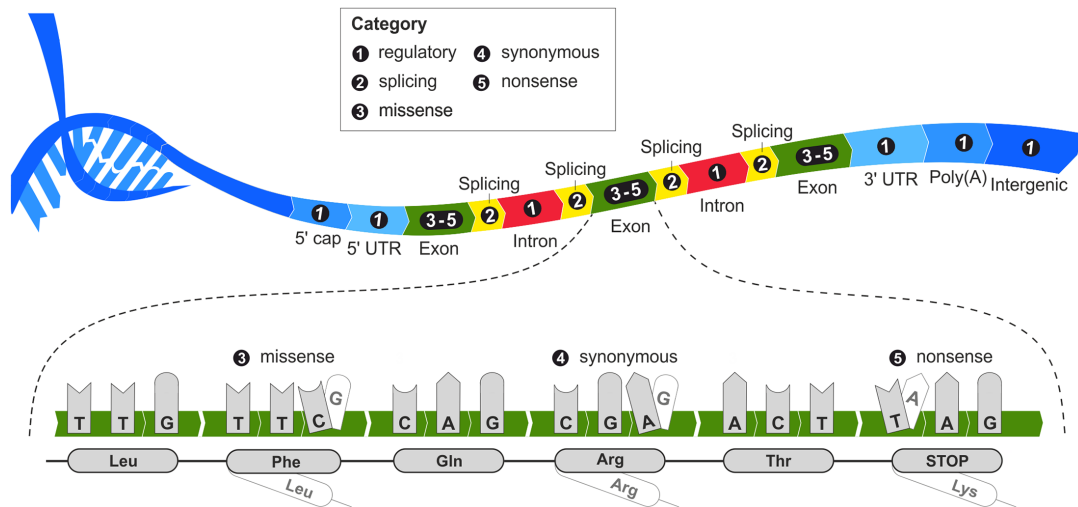 Category
1 regulatory 4 synonymous
2 splicing 5 nonsense
3 missense
Splicing Splicing Splicing Splicing
1 1 3-5 2 1 2 3-5 2 1 2 3-5 1 1 1
5' cap 5' UTR Exon Intron Exon Intron Exon 3' UTR Poly(A) Intergenic
3 missense 4 synonymous 5 nonsense
G G A
T T G T T C C A G C G A A C T T A G
Leu Phe Gln Arg Thr STOP
Leu Arg Lys